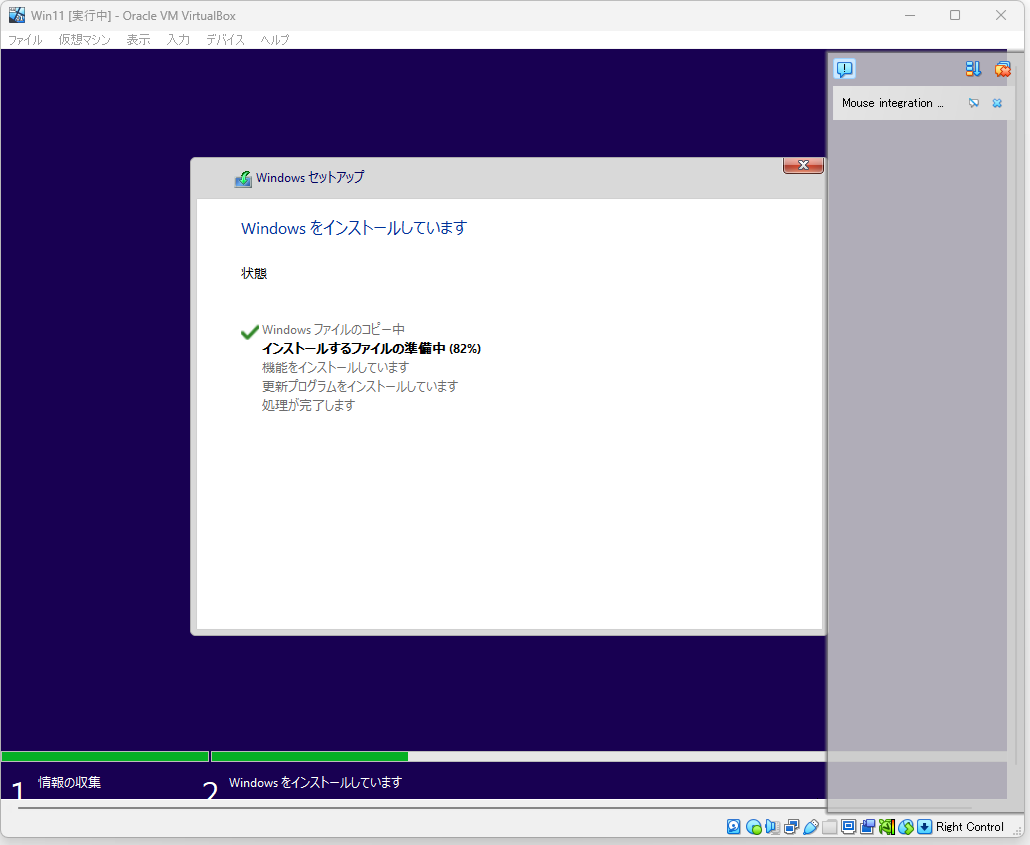 Win11 [実行中] - Oracle VM VirtualBox
ファイル 仮想マシン 表示 入力 デバイス ヘルプ
Mouse integration ...
Windows セットアップ
Windows をインストールしています
状態
Windows ファイルのコピー中
インストールするファイルの準備中 (82%)
機能をインストールしています
更新プログラムをインストールしています
処理が完了します
1 情報の収集
2 Windows をインストールしています
Right Control